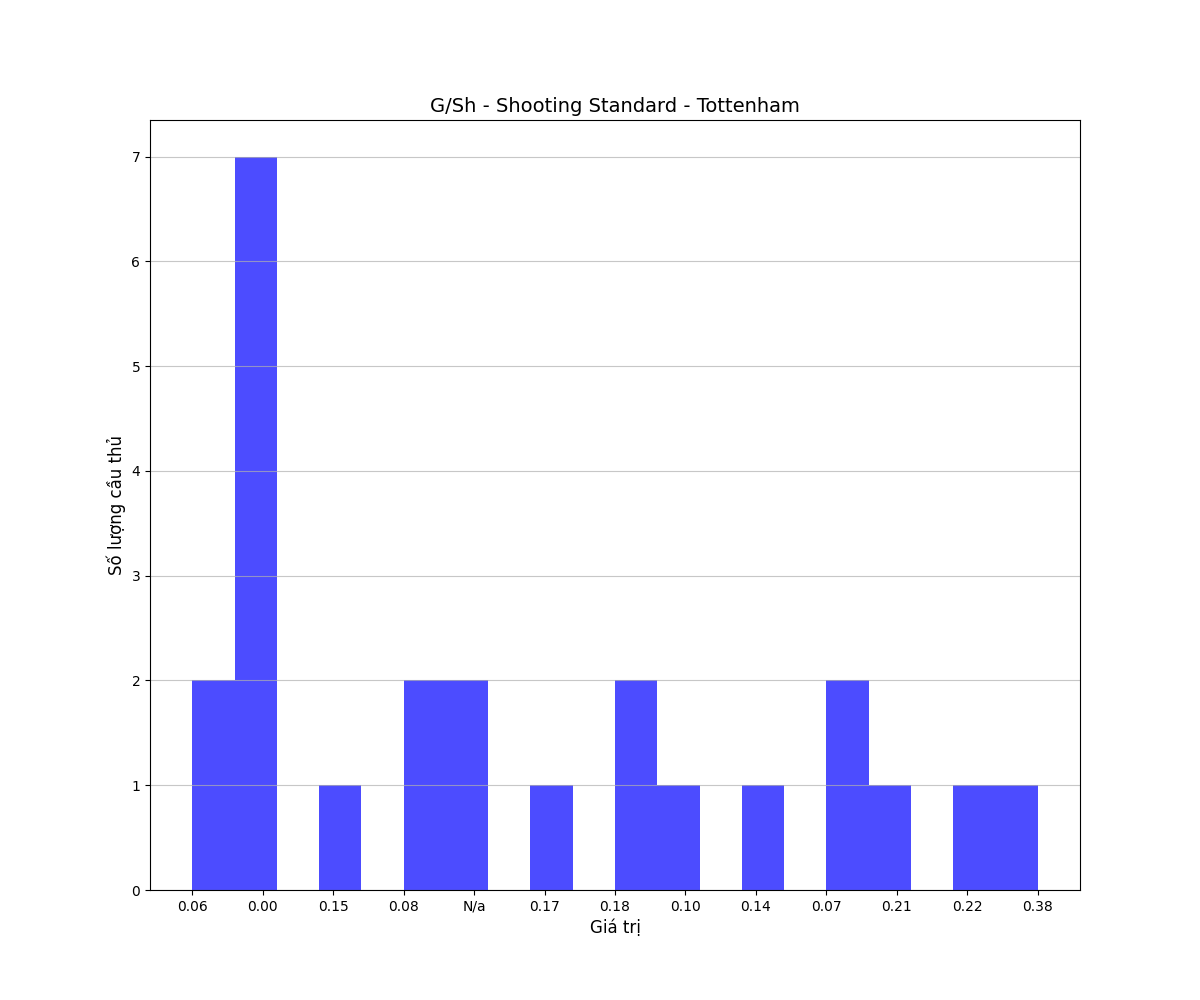 G/Sh - Shooting Standard - Tottenham
7
6
5
4
3
2
1
0
Số lượng cầu thủ
0.06 0.00 0.15 0.08 N/a 0.17 0.18 0.10 0.14 0.07 0.21 0.22 0.38
Giá trị